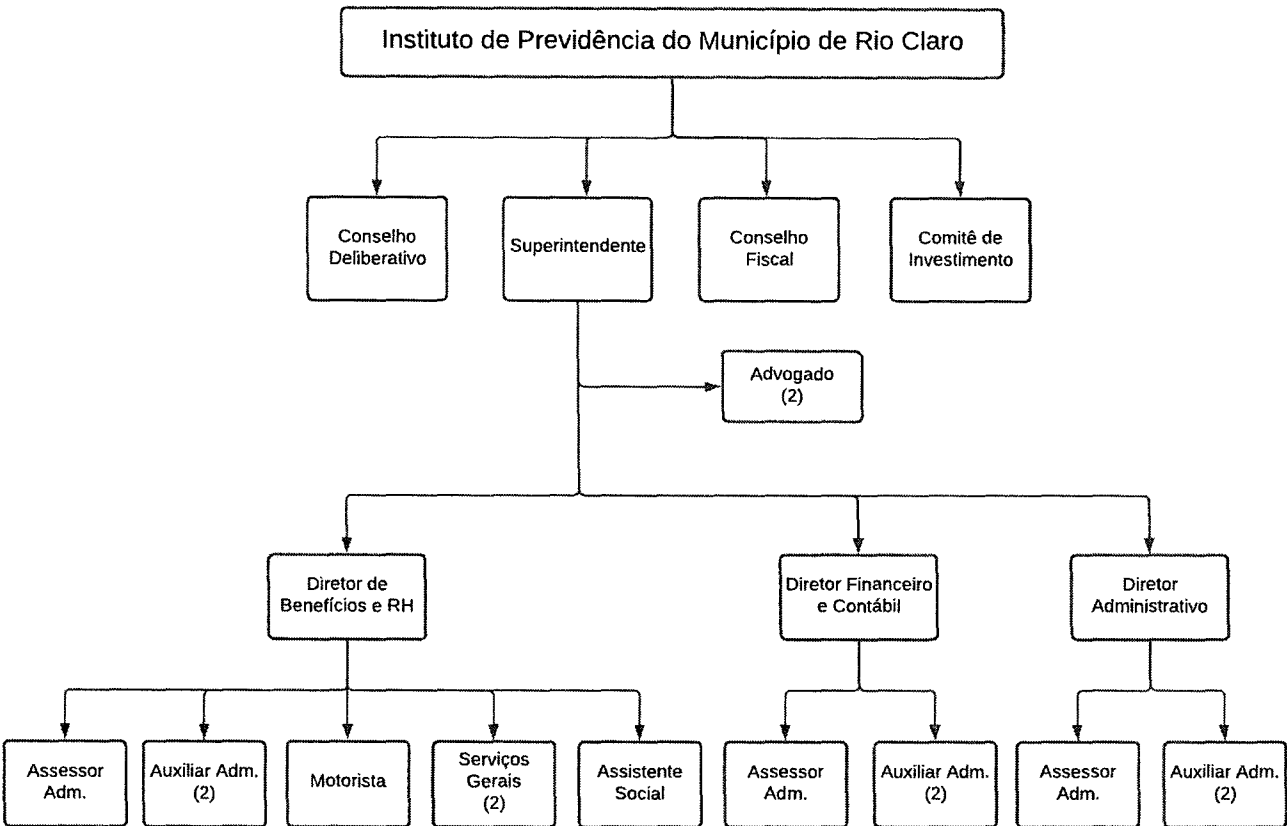 Instituto de Previdência do Município de Rio Claro
Conselho
Deliberativo
Superintendente
Conselho
Fiscal
Comitê de
Investimento
Advogado
(2)
Diretor de
Benefícios e RH
Diretor Financeiro
e Contábil
Diretor
Administrativo
Assessor
Adm.
Auxiliar Adm.
(2)
Motorista
Serviços
Gerais
(2)
Assistente
Social
Assessor
Adm.
Auxiliar Adm.
(2)
Assessor
Adm.
Auxiliar Adm.
(2)